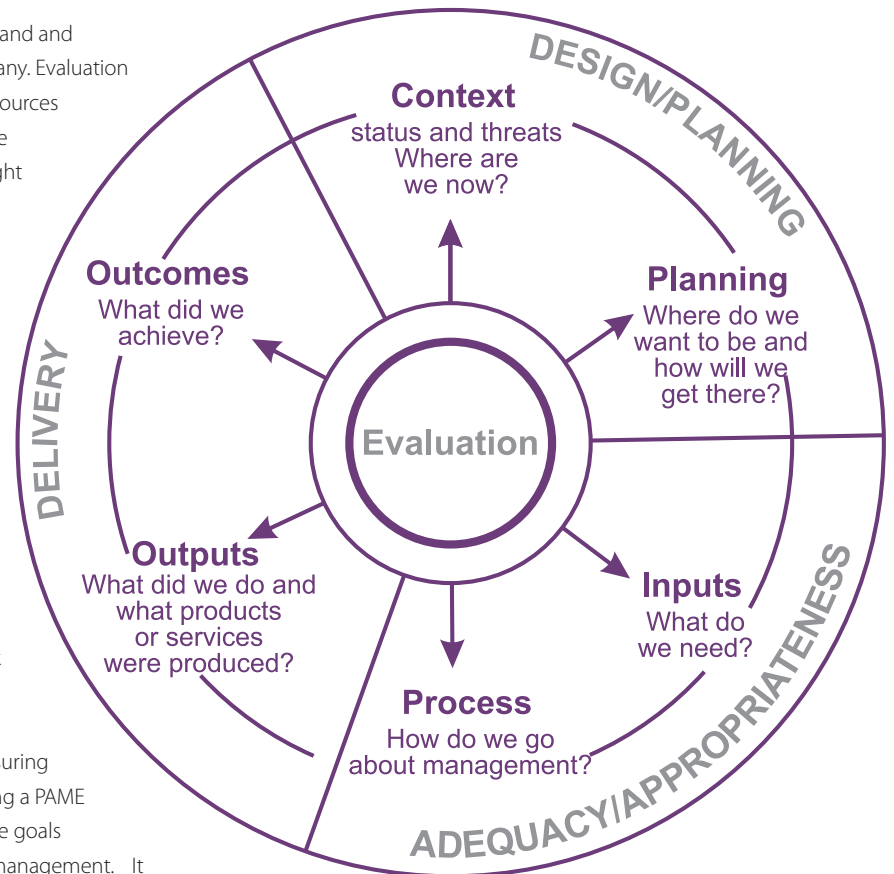 and and
any. Evaluation
ources
e
ght
suring
ng a PAME
e goals
management. It
DESIGN/PLANNING
Context
status and threats
Where are
we now?
Planning
Where do we
want to be and
how will we
get there?
Outcomes
What did we
achieve?
DELIVERY
Evaluation
Outputs
What did we do and
what products
or services
were produced?
Inputs
What do
we need?
Process
How do we go
about management?
ADEQUACY/APPROPRIATENESS